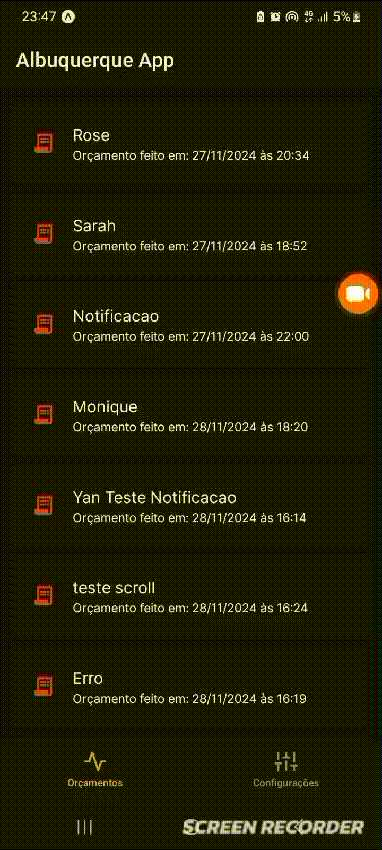 23:47
4G
5%
Albuquerque App
Rose
Orçamento feito em: 27/11/2024 às 20:34
Sarah
Orçamento feito em: 27/11/2024 às 18:52
Notificacao
Orçamento feito em: 27/11/2024 às 22:00
Monique
Orçamento feito em: 28/11/2024 às 18:20
Yan Teste Notificacao
Orçamento feito em: 28/11/2024 às 16:14
teste scroll
Orçamento feito em: 28/11/2024 às 16:24
Erro
Orçamento feito em: 28/11/2024 às 16:19
Orçamentos
Configurações
SCREEN RECORDER